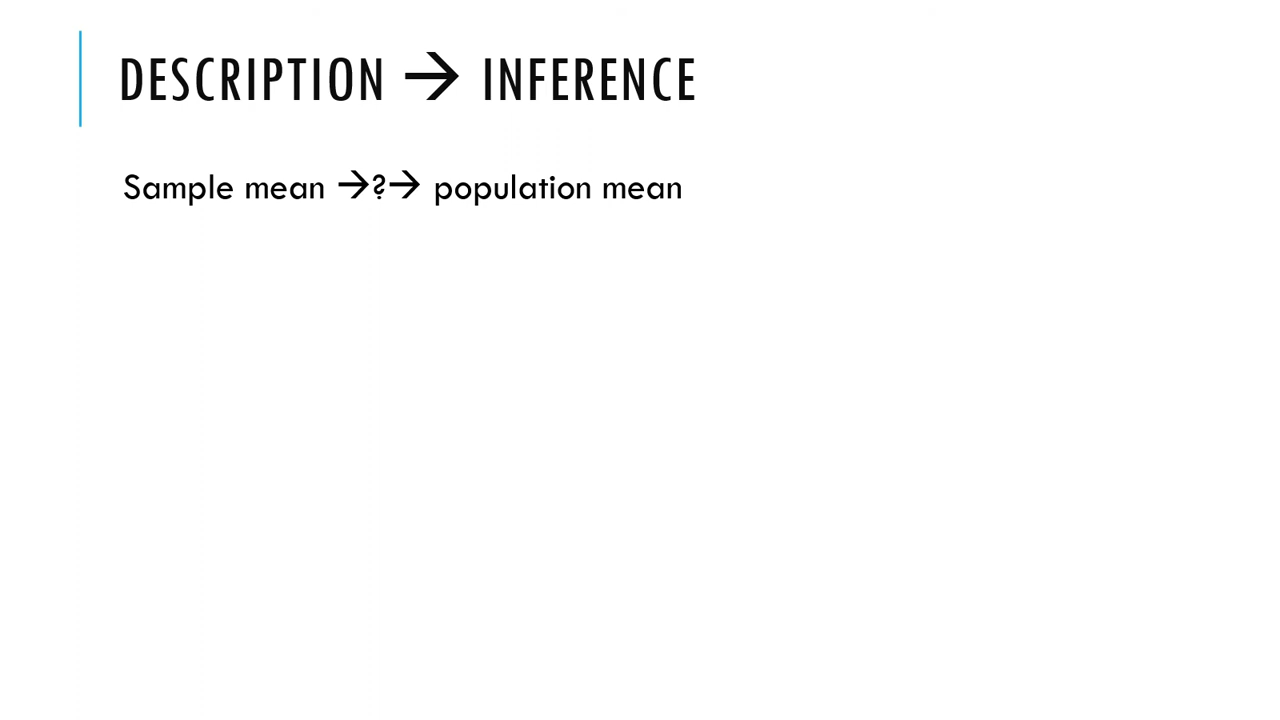 DESCRIPTION → INFERENCE
Sample mean →?→ population mean